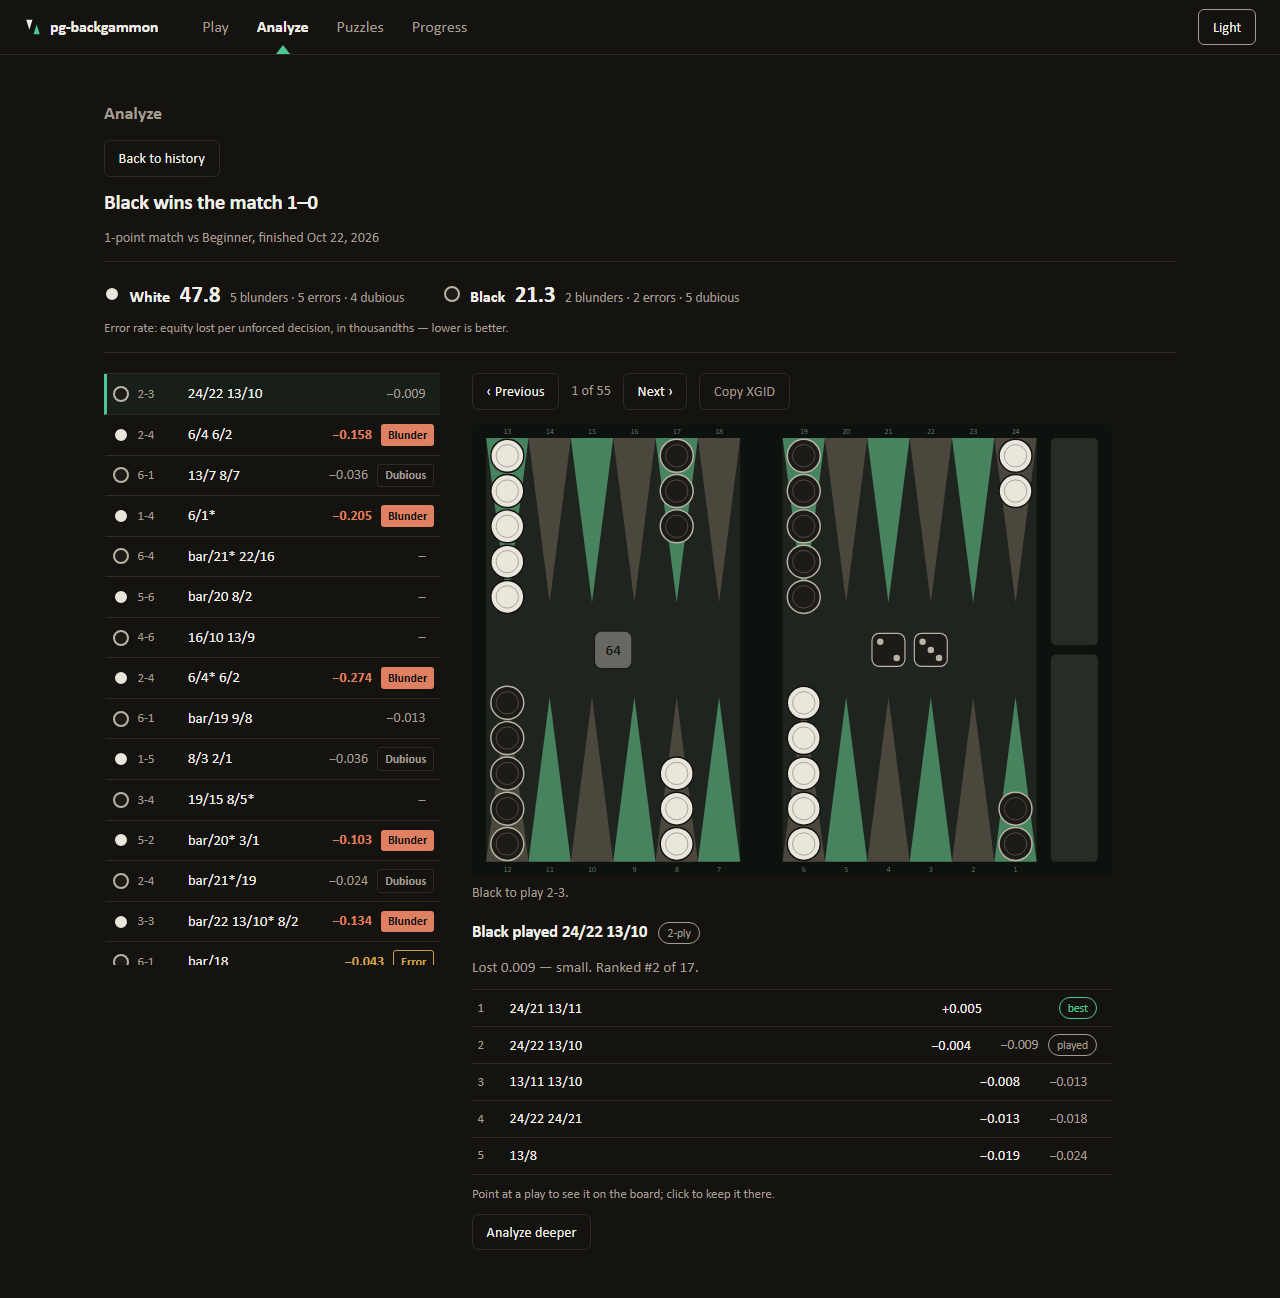 pg-backgammon Play Analyze Puzzles Progress Light
Analyze
Back to history
Black wins the match 1–0
1-point match vs Beginner, finished Oct 22, 2026
White 47.8 5 blunders · 5 errors · 4 dubious Black 21.3 2 blunders · 2 errors · 5 dubious
Error rate: equity lost per unforced decision, in thousandths — lower is better.
2-3 24/22 13/10 −0.009
2-4 6/4 6/2 −0.158 Blunder
6-1 13/7 8/7 −0.036 Dubious
1-4 6/1* −0.205 Blunder
6-4 bar/21* 22/16 –
5-6 bar/20 8/2 –
4-6 16/10 13/9 –
2-4 6/4* 6/2 −0.274 Blunder
6-1 bar/19 9/8 −0.013
1-5 8/3 2/1 −0.036 Dubious
3-4 19/15 8/5* –
5-2 bar/20* 3/1 −0.103 Blunder
2-4 bar/21*/19 −0.024 Dubious
3-3 bar/22 13/10* 8/2 −0.134 Blunder
6-1 bar/18 −0.043 Error
‹ Previous 1 of 55 Next › Copy XGID
13 14 15 16 17 18 19 20 21 22 23 24
64
12 11 10 9 8 7 6 5 4 3 2 1
Black to play 2-3.
Black played 24/22 13/10 2-ply
Lost 0.009 — small. Ranked #2 of 17.
1 24/21 13/11 +0.005 best
2 24/22 13/10 −0.004 −0.009 played
3 13/11 13/10 −0.008 −0.013
4 24/22 24/21 −0.013 −0.018
5 13/8 −0.019 −0.024
Point at a play to see it on the board; click to keep it there.
Analyze deeper